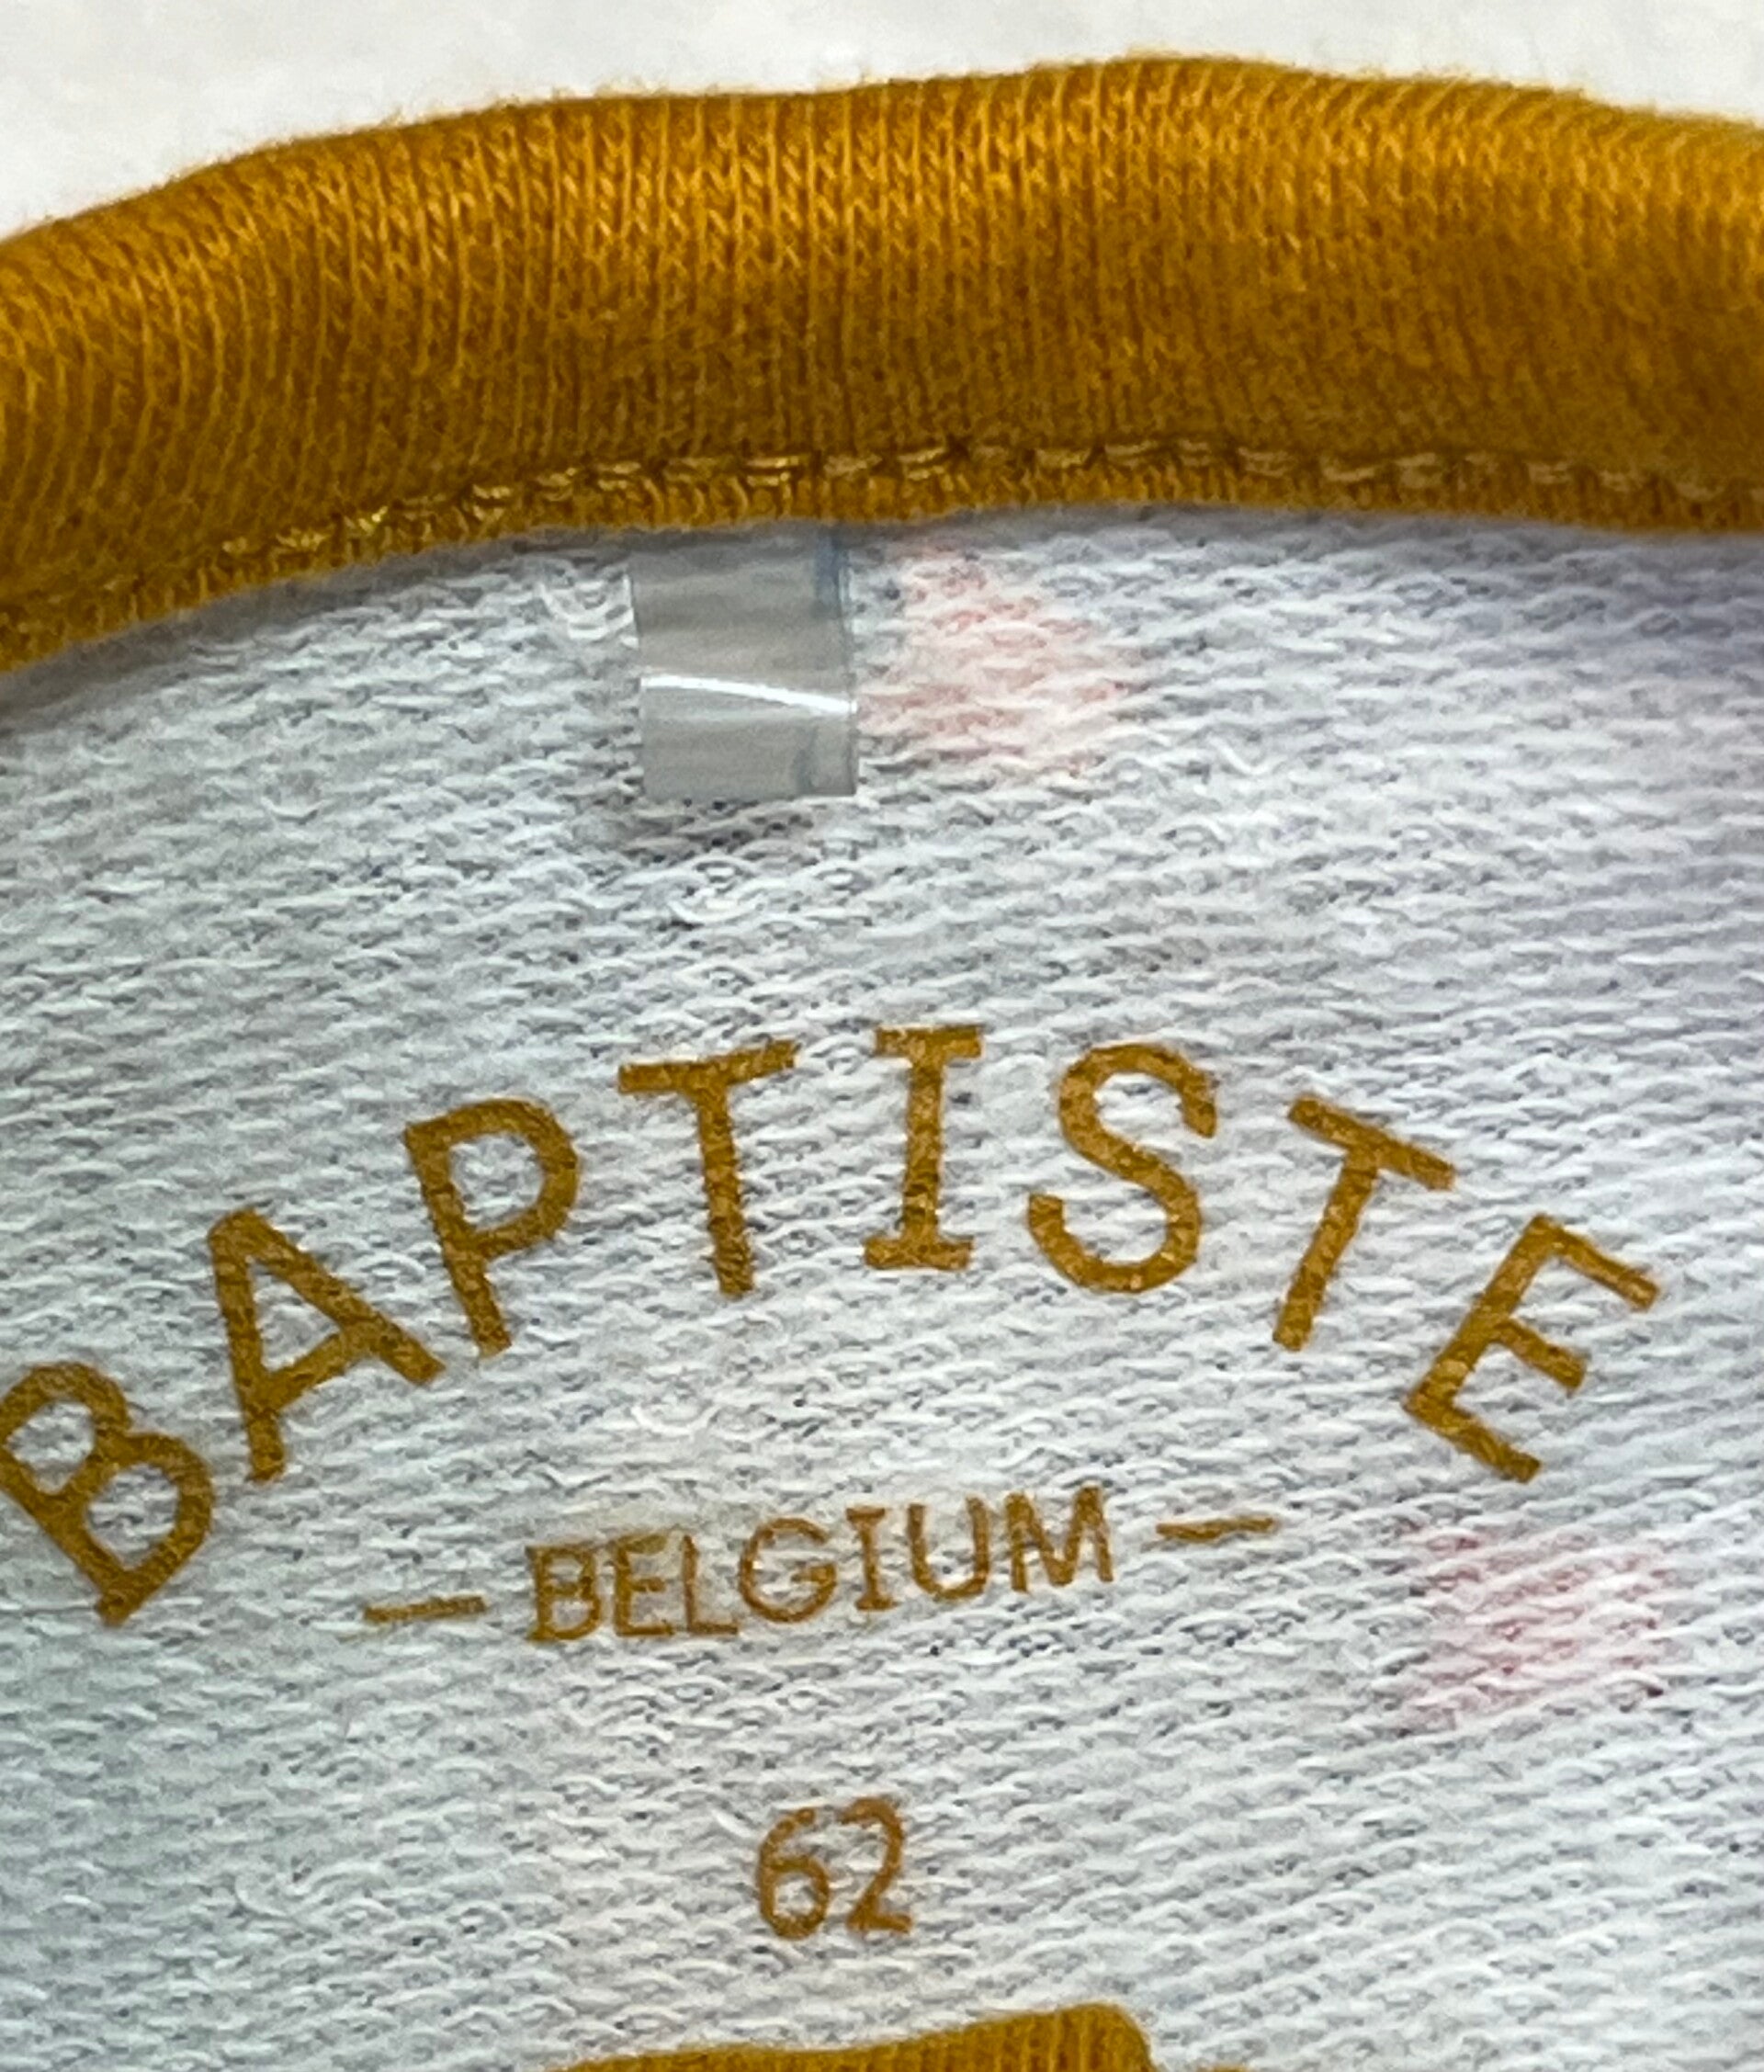 BAPTISTE
— BELGIUM —
62